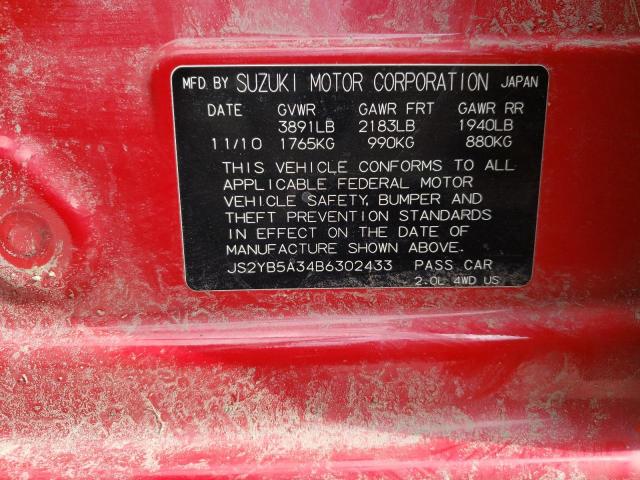 MFD. BY SUZUKI MOTOR CORPORATION JAPAN
DATE GVWR GAWR FRT GAWR RR
3891LB 2183LB 1940LB
11/10 1765KG 990KG 880KG
THIS VEHICLE CONFORMS TO ALL
APPLICABLE FEDERAL MOTOR
VEHICLE SAFETY, BUMPER AND
THEFT PREVENTION STANDARDS
IN EFFECT ON THE DATE OF
MANUFACTURE SHOWN ABOVE.
JS2YB5A34B6302433 PASS CAR
2.0L 4WD US